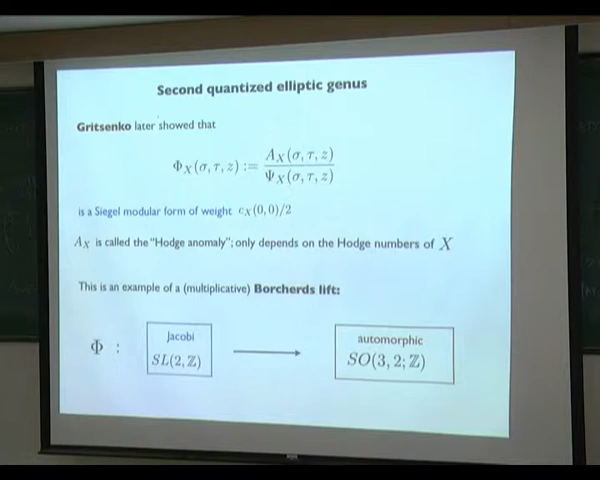 Second quantized elliptic genus
Gritsenko later showed that
Φ_X(σ, τ, z) := A_X(σ, τ, z) / Ψ_X(σ, τ, z)
is a Siegel modular form of weight c_X(0, 0)/2
A_X is called the "Hodge anomaly"; only depends on the Hodge numbers of X
This is an example of a (multiplicative) Borcherds lift:
Φ : Jacobi SL(2, ℤ) → automorphic SO(3, 2; ℤ)